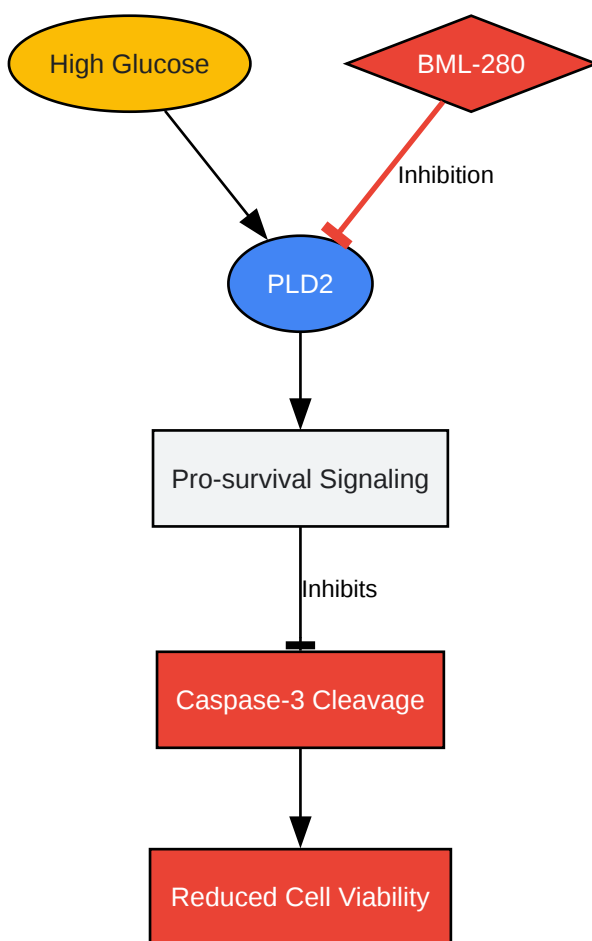 High Glucose
BML-280
Inhibition
PLD2
Pro-survival Signaling
Inhibits
Caspase-3 Cleavage
Reduced Cell Viability